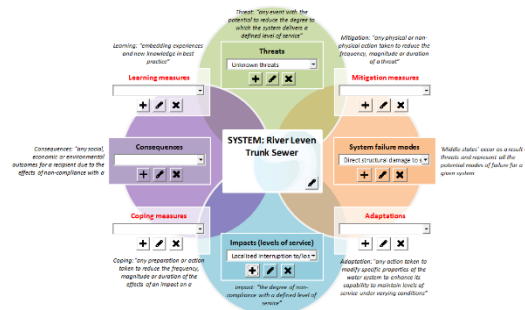 Threat: "any event with the
potential to reduce the degree to
which the system delivers a
defined level of service"
Threats
Unknown threats
Learning: "embedding experiences
and new knowledge in best
practice"
Learning measures
Mitigation: "any physical or non-
physical action taken to reduce the
frequency, magnitude or duration
of a threat"
Mitigation measures
Consequences: "any social,
economic or environmental
outcomes for a recipient due to the
effects of non-compliance with a
Consequences
SYSTEM: River Leven
Trunk Sewer
System failure modes
Direct structural damage to s
'Middle states' occur as a result
threats and represent all the
potential modes of failure for a
given system
Coping measures
Coping: "any preparation or action
taken to reduce the frequency,
magnitude or duration of the
effects of an impact on a
Impacts (levels of service)
Localised interruption to/los
Impact: "the degree of non-
compliance with a defined level of
service"
Adaptations
Adaptation: "any action taken to
modify specific properties of the
water system to enhance its
capability to maintain levels of
service under varying conditions"